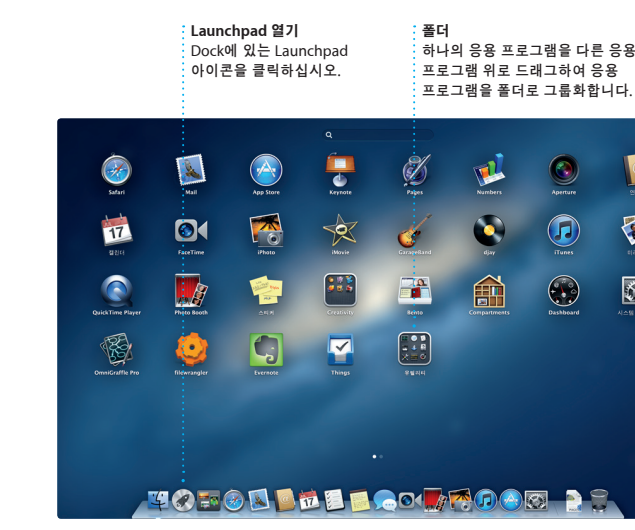 Launchpad 열기
Dock에 있는 Launchpad
아이콘을 클릭하십시오.
폴더
하나의 응용 프로그램을 다른 응용
프로그램 위로 드래그하여 응용
프로그램을 폴더로 그룹화합니다.
Safari
Mail
App Store
Keynote
Pages
Numbers
Aperture
17
캘린더
FaceTime
iPhoto
iMovie
GarageBand
djay
iTunes
QuickTime Player
Photo Booth
스티커
Creativity
Bento
Compartments
Dashboard
시스템
OmniGraffle Pro
filewrangler
Evernote
Things
유틸리티
17